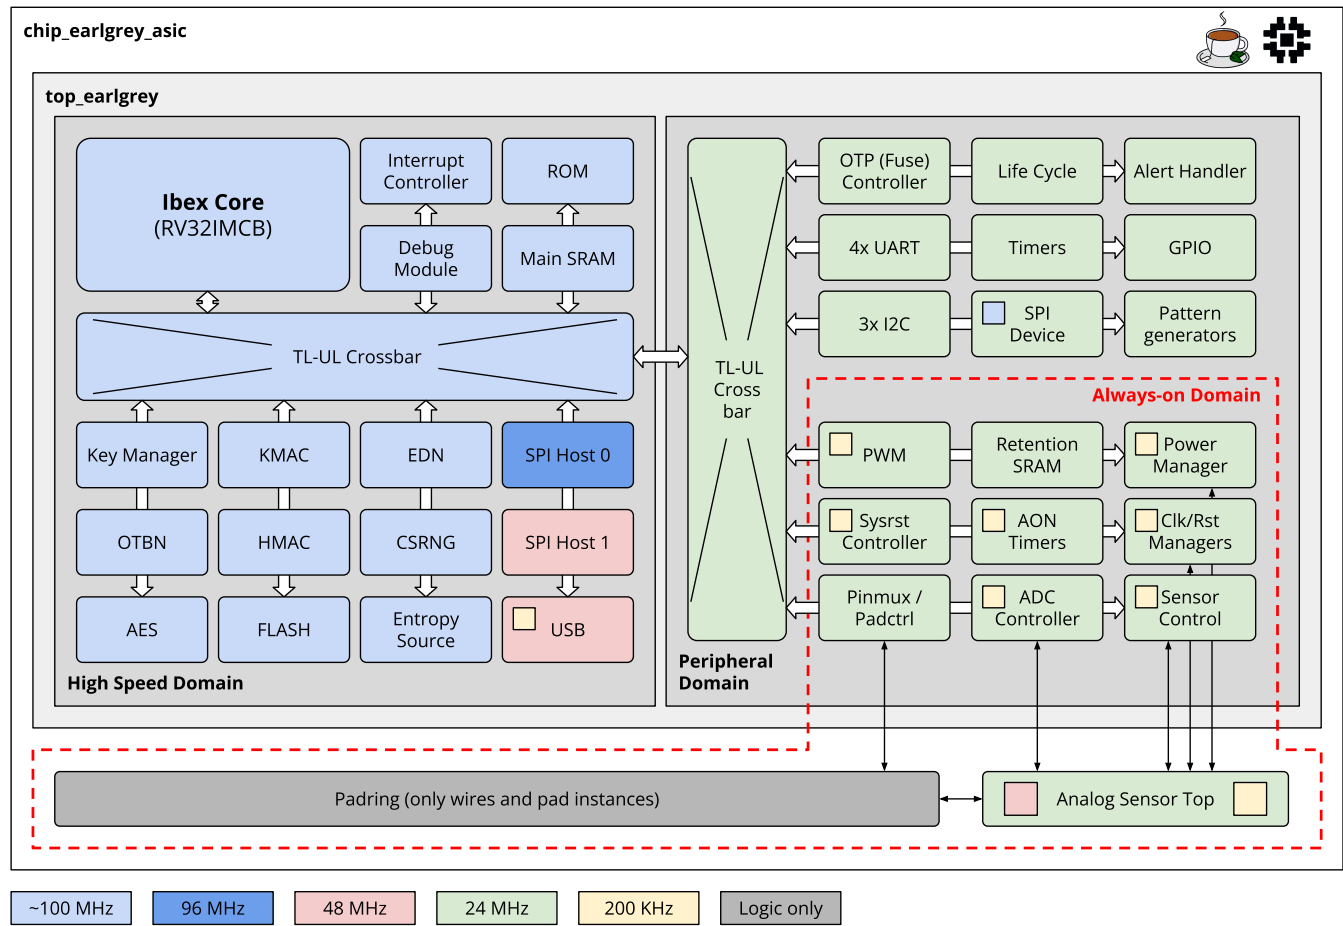 chip_earlgrey_asic
top_earlgrey
Ibex Core
(RV32IMCB)
Interrupt
Controller
ROM
Debug
Module
Main SRAM
TL-UL Crossbar
Key Manager
KMAC
EDN
SPI Host 0
OTBN
HMAC
CSRNG
SPI Host 1
AES
FLASH
Entropy
Source
USB
High Speed Domain
TL-UL
Cross
bar
OTP (Fuse)
Controller
Life Cycle
Alert Handler
4x UART
Timers
GPIO
3x I2C
SPI
Device
Pattern
generators
Always-on Domain
PWM
Retention
SRAM
Power
Manager
Sysrst
Controller
AON
Timers
Clk/Rst
Managers
Pinmux /
Padctrl
ADC
Controller
Sensor
Control
Peripheral
Domain
Padring (only wires and pad instances)
Analog Sensor Top
~100 MHz
96 MHz
48 MHz
24 MHz
200 KHz
Logic only